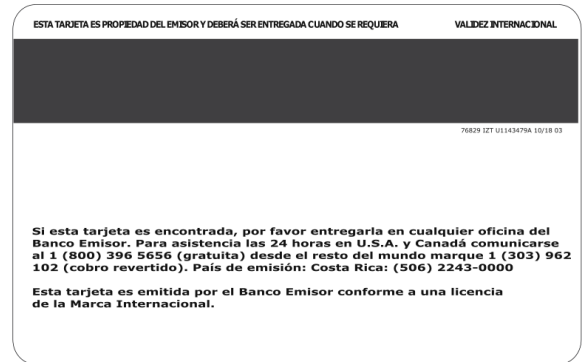 ESTA TARJETA ES PROPIEDAD DEL EMISOR Y DEBERÁ SER ENTREGADA CUANDO SE REQUIERA VALIDEZ INTERNACIONAL
76829 IZT U1143479A 10/18 03
Si esta tarjeta es encontrada, por favor entregarla en cualquier oficina del
Banco Emisor. Para asistencia las 24 horas en U.S.A. y Canadá comunicarse
al 1 (800) 396 5656 (gratuita) desde el resto del mundo marque 1 (303) 962
102 (cobro revertido). País de emisión: Costa Rica: (506) 2243-0000
Esta tarjeta es emitida por el Banco Emisor conforme a una licencia
de la Marca Internacional.